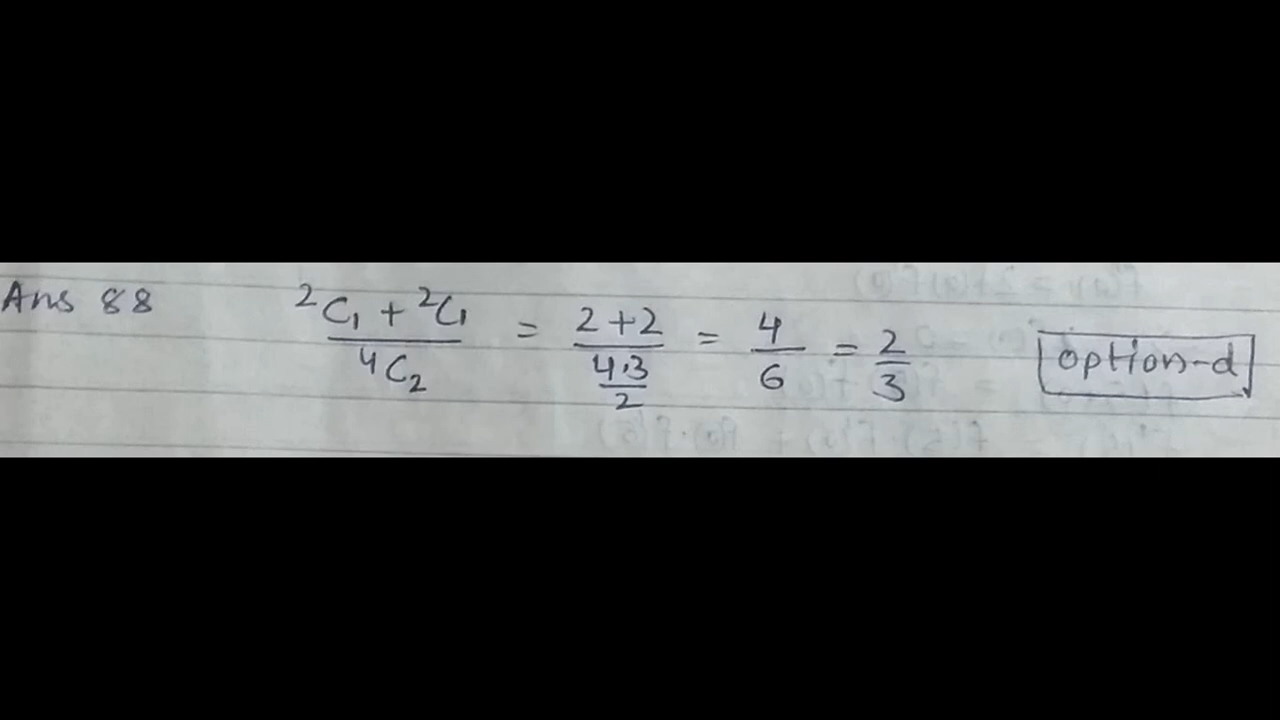 Ans 88 ²C₁ + ²C₁ / ⁴C₂ = 2+2 / (4.3/2) = 4/6 = 2/3 option-d